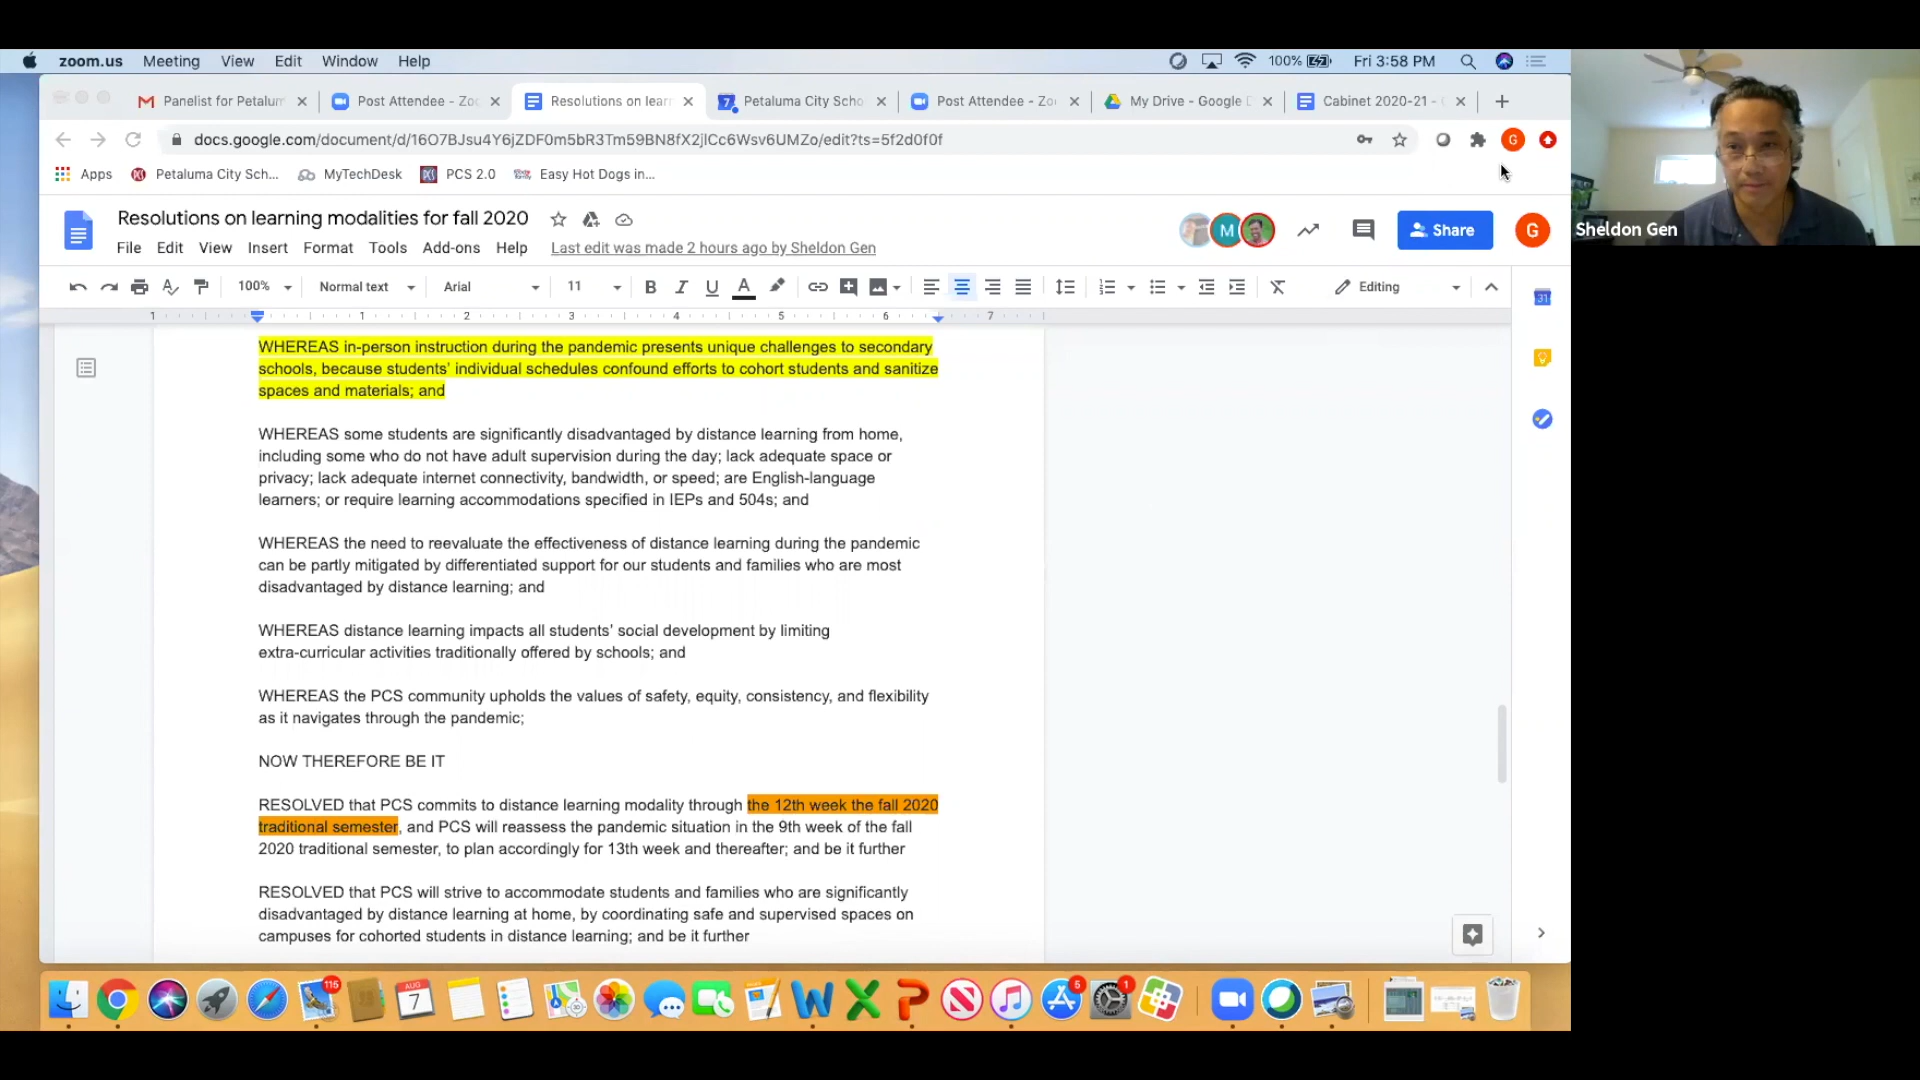 zoom.us Meeting View Edit Window Help 100% Fri 3:58 PM
Panelist for Petalum Post Attendee - Zo Resolutions on lear 7 Petaluma City Scho Post Attendee - Zo My Drive - Google Cabinet 2020-21 -
docs.google.com/document/d/16O7BJsu4Y6jZDF0m5bR3Tm59BN8fX2jlCc6Wsv6UMZo/edit?ts=5f2d0f0f G
Apps Petaluma City Sch... MyTechDesk PCS 2.0 Easy Hot Dogs in...
Resolutions on learning modalities for fall 2020
M Share G
Sheldon Gen
File Edit View Insert Format Tools Add-ons Help Last edit was made 2 hours ago by Sheldon Gen
100% Normal text Arial 11 B I U A Editing
1 1 2 3 4 5 6 7
31
WHEREAS in-person instruction during the pandemic presents unique challenges to secondary
schools, because students' individual schedules confound efforts to cohort students and sanitize
spaces and materials; and
WHEREAS some students are significantly disadvantaged by distance learning from home,
including some who do not have adult supervision during the day; lack adequate space or
privacy; lack adequate internet connectivity, bandwidth, or speed; are English-language
learners; or require learning accommodations specified in IEPs and 504s; and
WHEREAS the need to reevaluate the effectiveness of distance learning during the pandemic
can be partly mitigated by differentiated support for our students and families who are most
disadvantaged by distance learning; and
WHEREAS distance learning impacts all students' social development by limiting
extra-curricular activities traditionally offered by schools; and
WHEREAS the PCS community upholds the values of safety, equity, consistency, and flexibility
as it navigates through the pandemic;
NOW THEREFORE BE IT
RESOLVED that PCS commits to distance learning modality through the 12th week the fall 2020
traditional semester, and PCS will reassess the pandemic situation in the 9th week of the fall
2020 traditional semester, to plan accordingly for 13th week and thereafter; and be it further
RESOLVED that PCS will strive to accommodate students and families who are significantly
disadvantaged by distance learning at home, by coordinating safe and supervised spaces on
campuses for cohorted students in distance learning; and be it further
115 AUG 7 W X P N A 5 1